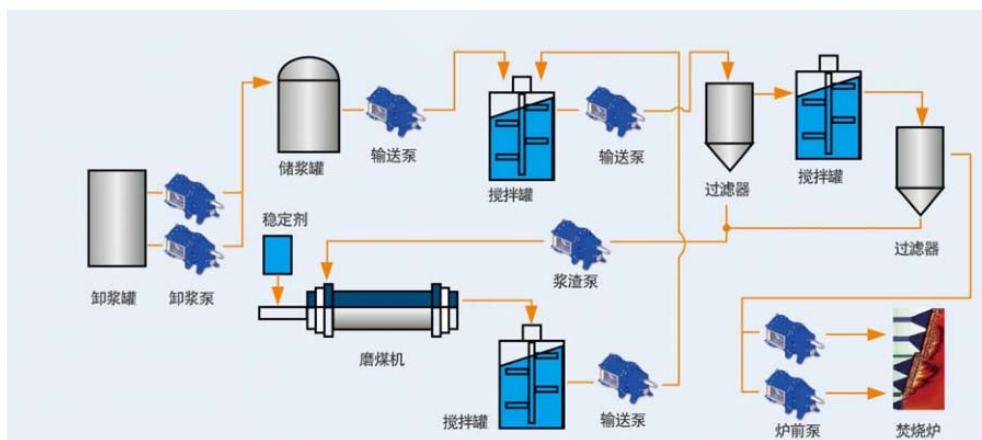 储浆罐
输送泵
搅拌罐
输送泵
过滤器
搅拌罐
过滤器
卸浆罐
卸浆泵
稳定剂
浆渣泵
磨煤机
搅拌罐
输送泵
炉前泵
焚烧炉